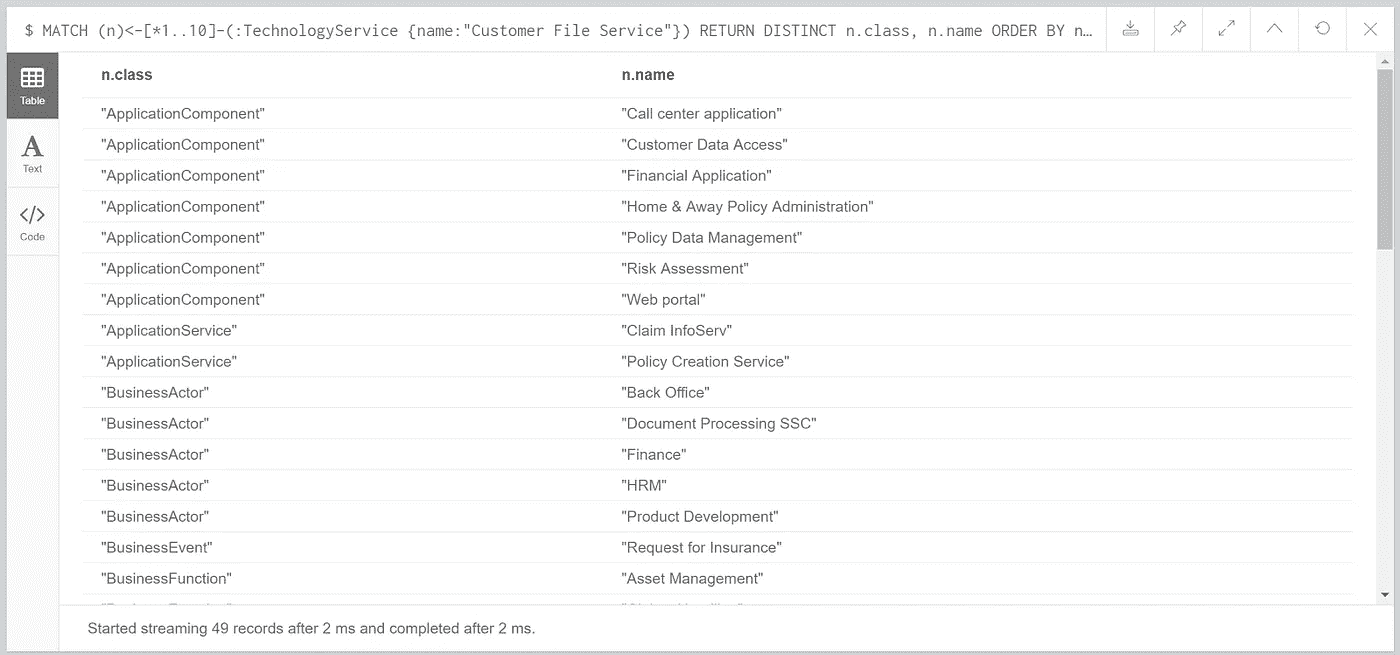 $ MATCH (n)<-[*1..10]-(:TechnologyService {name:"Customer File Service"}) RETURN DISTINCT n.class, n.name ORDER BY n…
Table
Text
Code
n.class n.name
"ApplicationComponent" "Call center application"
"ApplicationComponent" "Customer Data Access"
"ApplicationComponent" "Financial Application"
"ApplicationComponent" "Home & Away Policy Administration"
"ApplicationComponent" "Policy Data Management"
"ApplicationComponent" "Risk Assessment"
"ApplicationComponent" "Web portal"
"ApplicationService" "Claim InfoServ"
"ApplicationService" "Policy Creation Service"
"BusinessActor" "Back Office"
"BusinessActor" "Document Processing SSC"
"BusinessActor" "Finance"
"BusinessActor" "HRM"
"BusinessActor" "Product Development"
"BusinessEvent" "Request for Insurance"
"BusinessFunction" "Asset Management"
Started streaming 49 records after 2 ms and completed after 2 ms.